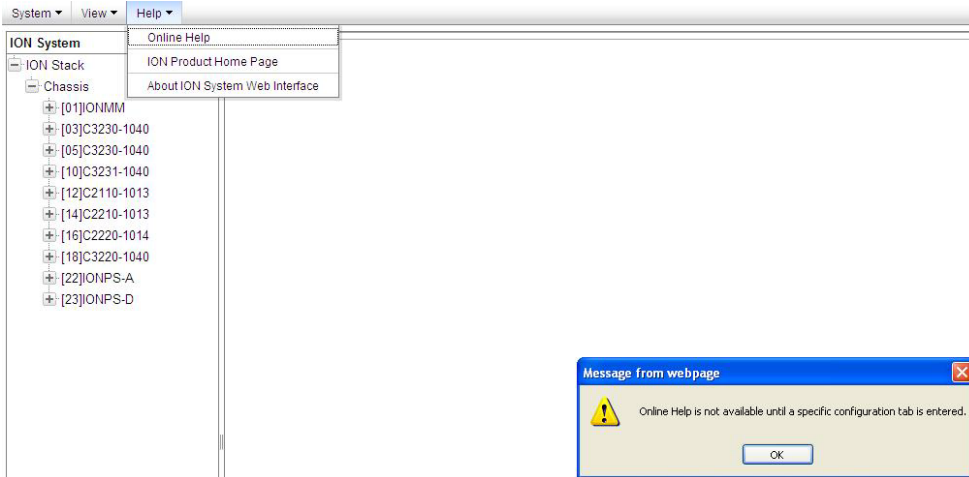 System View Help
ION System
Online Help
ION Product Home Page
About ION System Web Interface
ION Stack
Chassis
[01]IONMM
[03]C3230-1040
[05]C3230-1040
[10]C3231-1040
[12]C2110-1013
[14]C2210-1013
[16]C2220-1014
[18]C3220-1040
[22]IONPS-A
[23]IONPS-D
Message from webpage
Online Help is not available until a specific configuration tab is entered.
OK